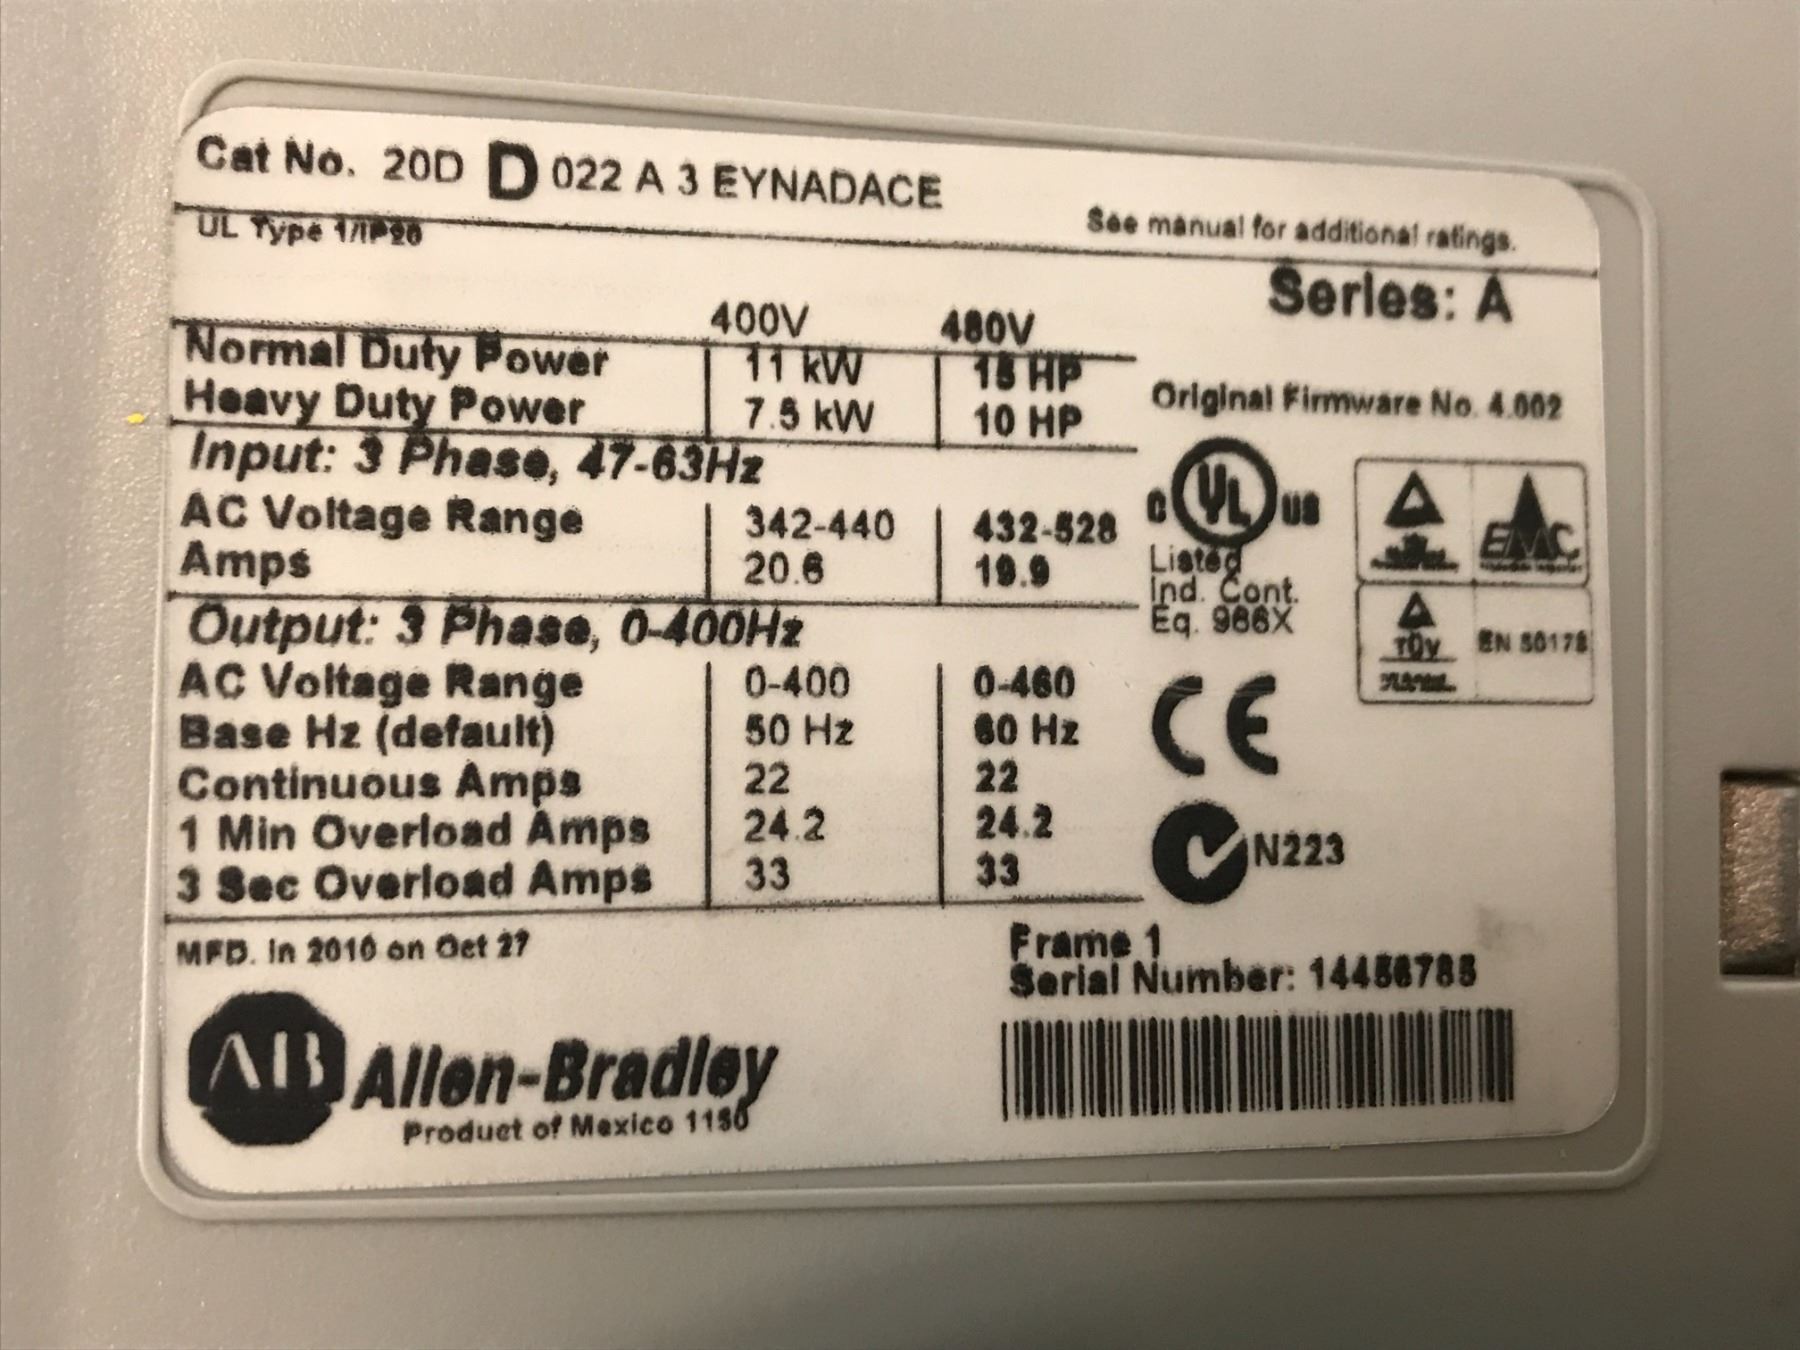 Cat No. 20D D 022 A 3 EYNADACE
UL Type 1/IP20
See manual for additional ratings.
Series: A
400V 480V
Normal Duty Power 11 kW 15 HP
Heavy Duty Power 7.5 kW 10 HP
Original Firmware No. 4.002
Input: 3 Phase, 47-63Hz
AC Voltage Range 342-440 432-528
Amps 20.6 19.9
C UL US
Listed
Ind. Cont.
Eq. 966X
EMC
TÜV
EN 50178
Output: 3 Phase, 0-400Hz
AC Voltage Range 0-400 0-460
Base Hz (default) 50 Hz 60 Hz
Continuous Amps 22 22
1 Min Overload Amps 24.2 24.2
3 Sec Overload Amps 33 33
CE
N223
MFD. in 2010 on Oct 27
Frame 1
Serial Number:
AB Allen-Bradley
Product of Mexico